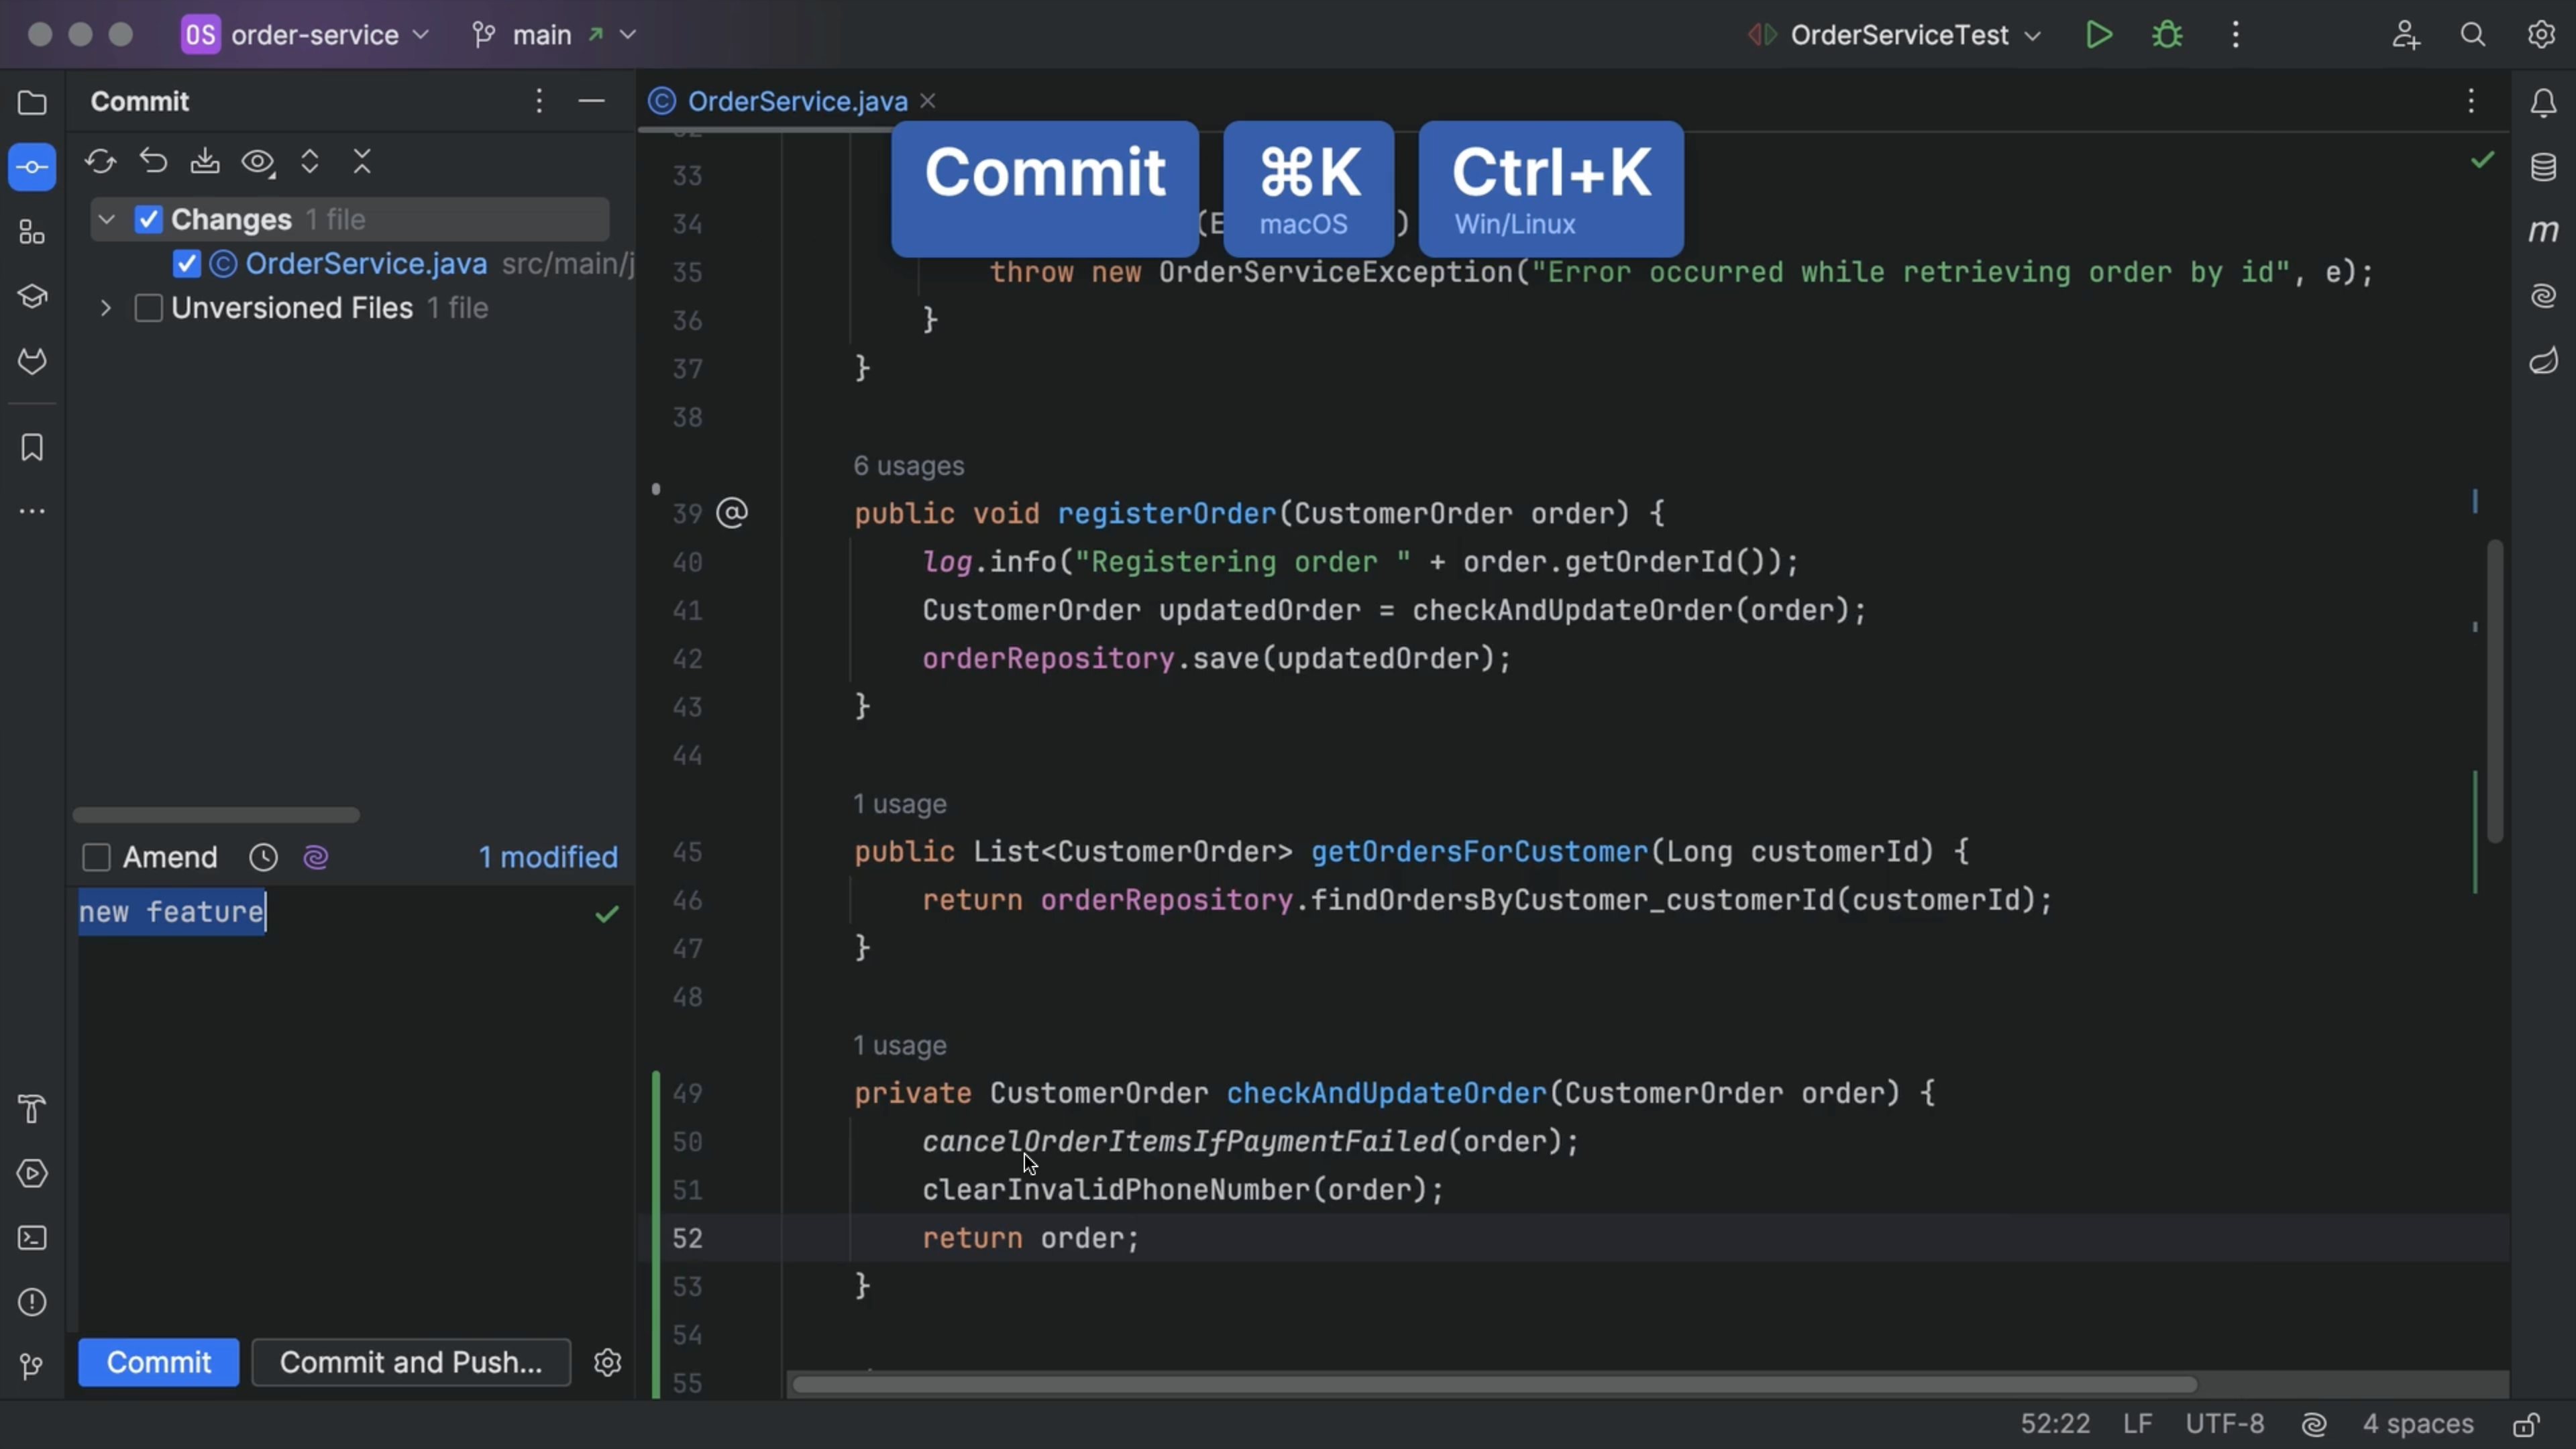 OS order-service main OrderServiceTest
Commit
OrderService.java
Commit ⌘K Ctrl+K
macOS Win/Linux
Changes 1 file
OrderService.java src/main/j
Unversioned Files 1 file
33
34 (E )
35 throw new OrderServiceException("Error occurred while retrieving order by id", e);
36 }
37 }
38
6 usages
39 @ public void registerOrder(CustomerOrder order) {
40 log.info("Registering order " + order.getOrderId());
41 CustomerOrder updatedOrder = checkAndUpdateOrder(order);
42 orderRepository.save(updatedOrder);
43 }
44
1 usage
45 public List<CustomerOrder> getOrdersForCustomer(Long customerId) {
46 return orderRepository.findOrdersByCustomer_customerId(customerId);
47 }
48
1 usage
49 private CustomerOrder checkAndUpdateOrder(CustomerOrder order) {
50 cancelOrderItemsIfPaymentFailed(order);
51 clearInvalidPhoneNumber(order);
52 return order;
53 }
54
55
Amend 1 modified
new feature
Commit Commit and Push...
m
52:22 LF UTF-8 4 spaces